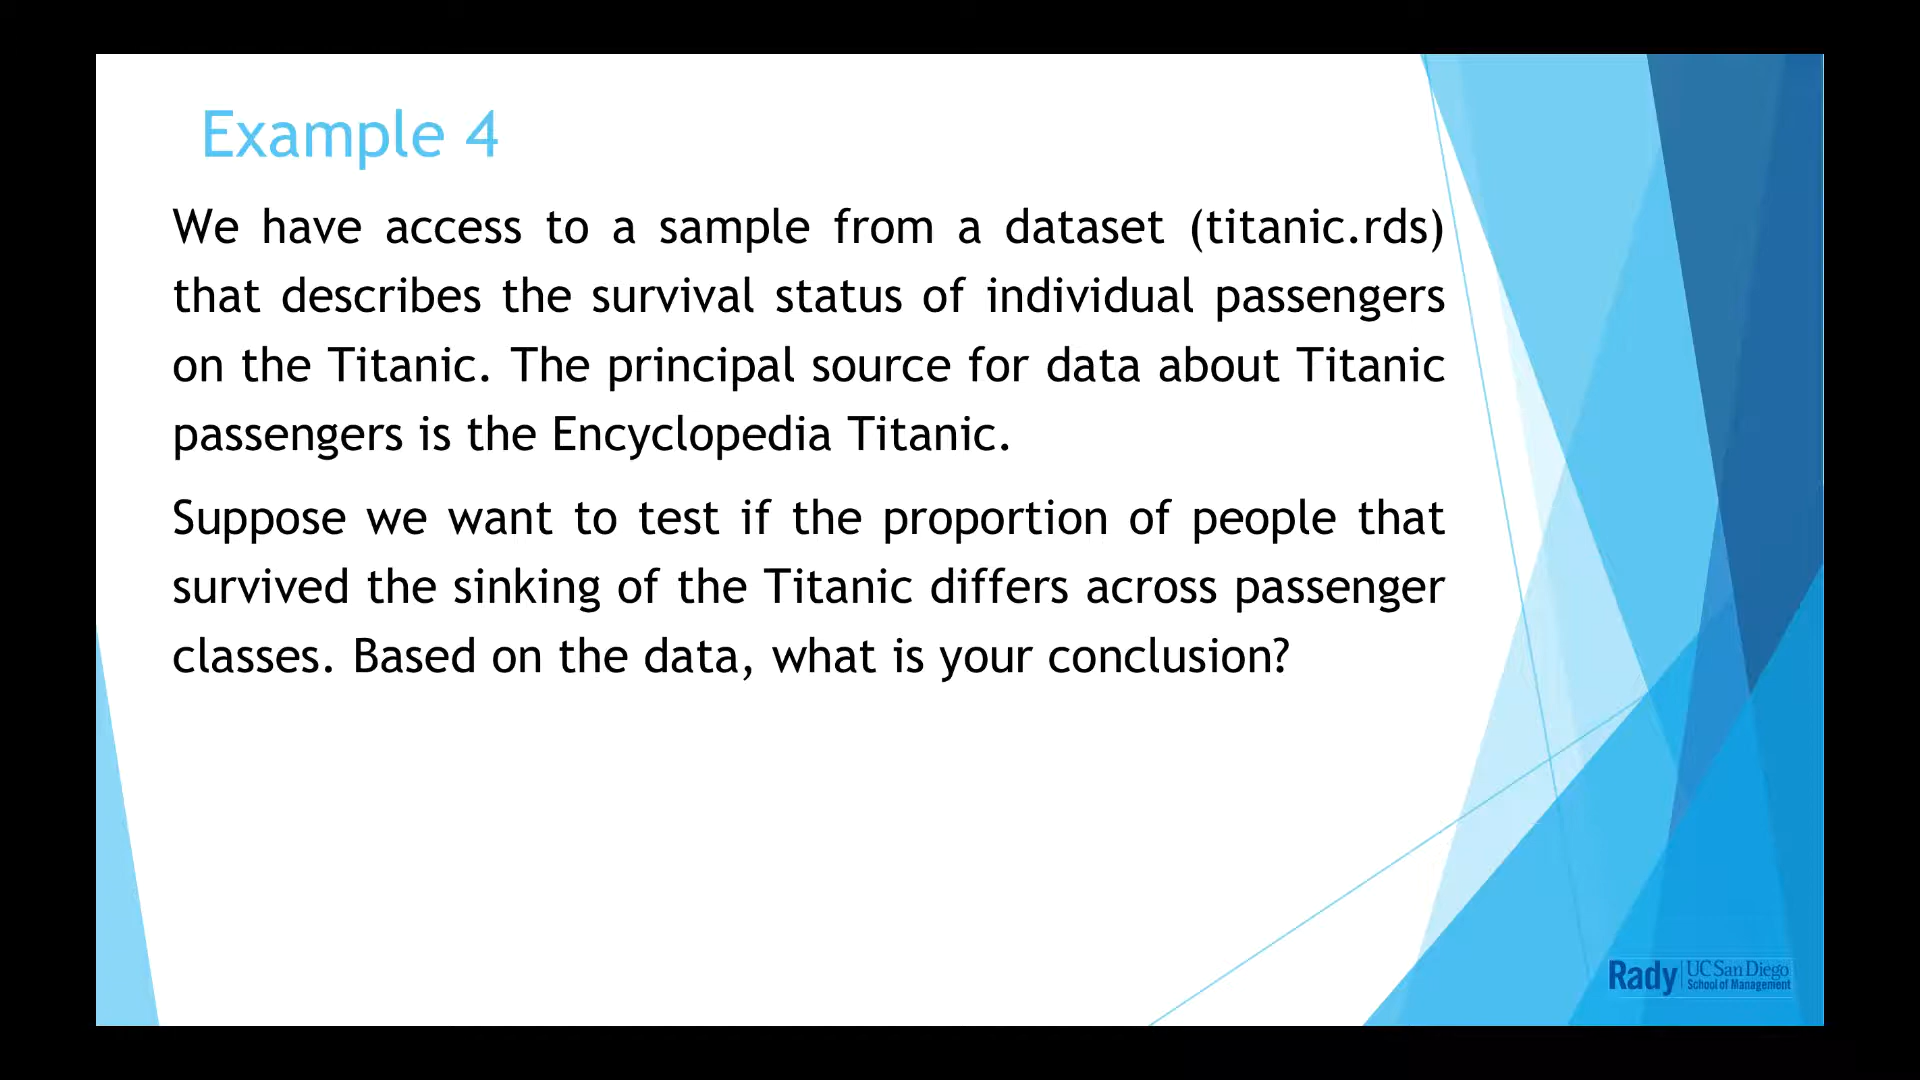 Example 4
We have access to a sample from a dataset (titanic.rds)
that describes the survival status of individual passengers
on the Titanic. The principal source for data about Titanic
passengers is the Encyclopedia Titanic.
Suppose we want to test if the proportion of people that
survived the sinking of the Titanic differs across passenger
classes. Based on the data, what is your conclusion?
Rady
UC San Diego
School of Management